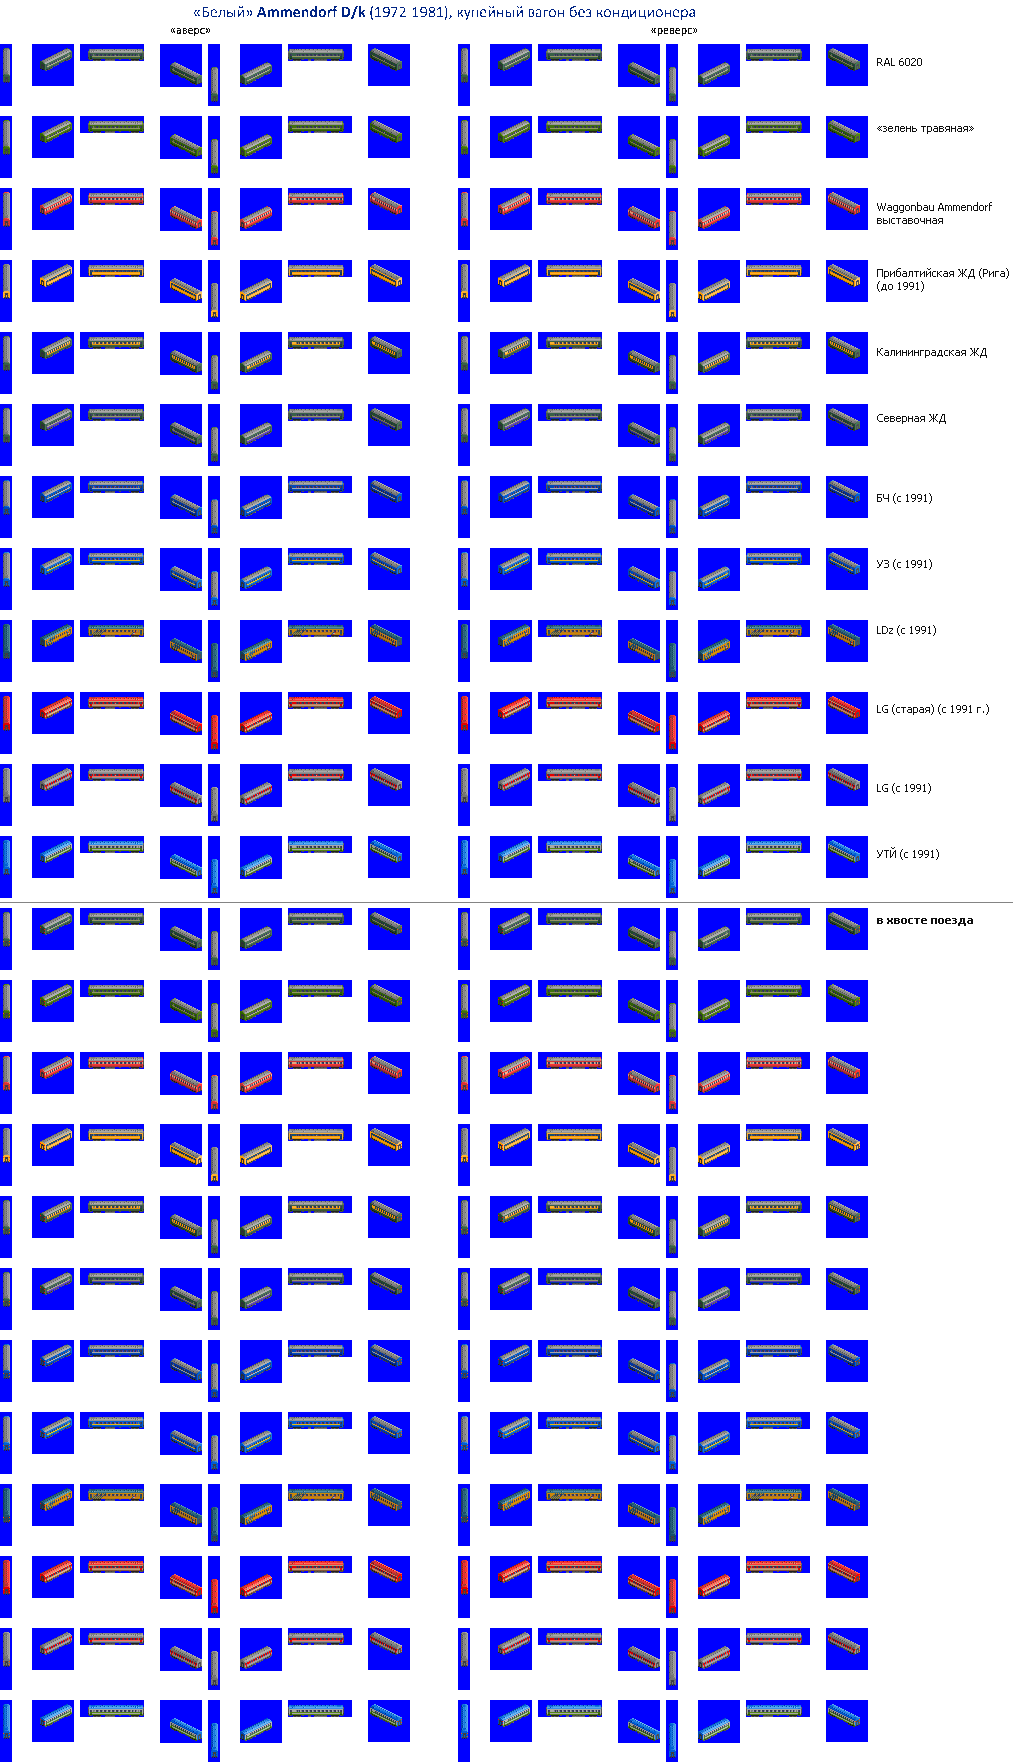 «Белый» Ammendorf D/k (1972 1981), купейный вагон без кондиционера
«аверс» «реверс»
RAL 6020
«зелень травяная»
Waggonbau Ammendorf
выставочная
Прибалтийская ЖД (Рига)
(до 1991)
Калининградская ЖД
Северная ЖД
БЧ (с 1991)
УЗ (с 1991)
LDz (с 1991)
LG (старая) (с 1991 г.)
LG (с 1991)
УТЙ (с 1991)
в хвосте поезда